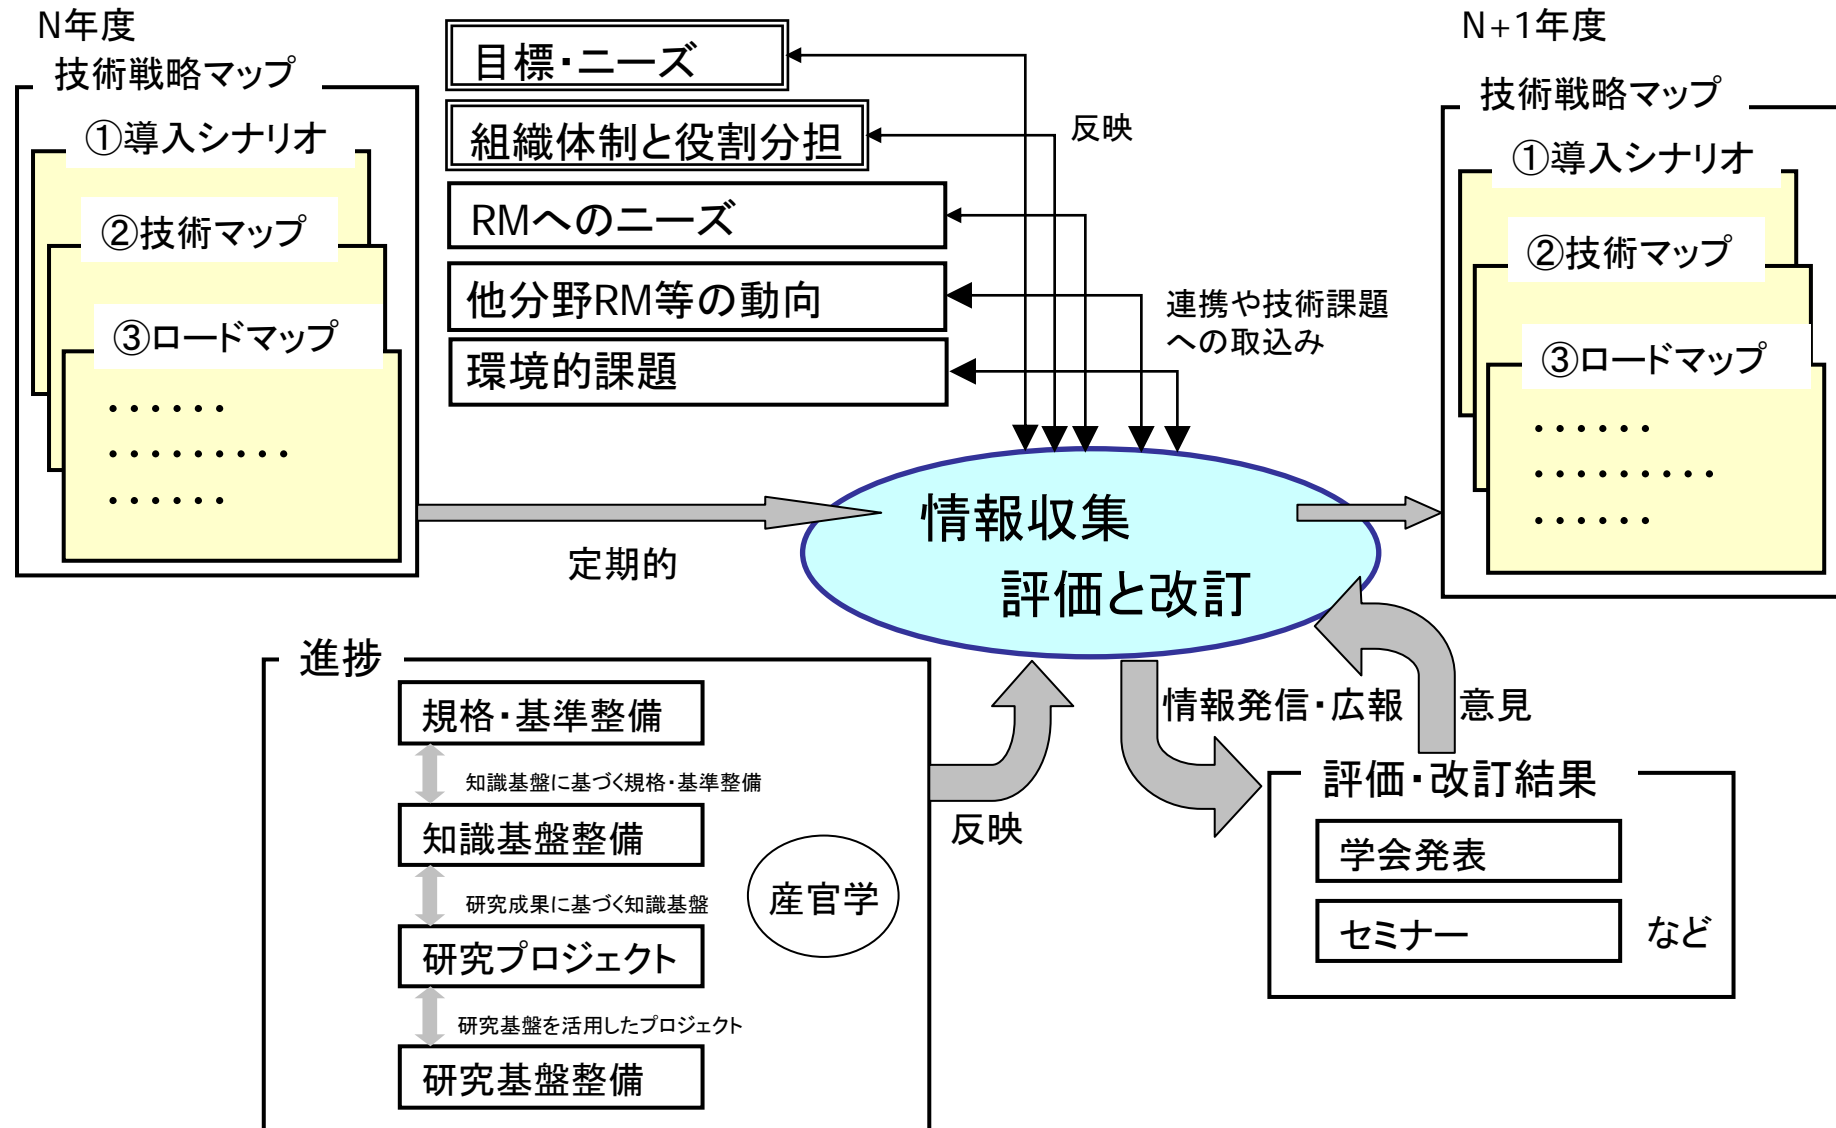 N年度
技術戦略マップ
①導入シナリオ
②技術マップ
③ロードマップ
・・・・・・
・・・・・・・・・
・・・・・・
目標・ニーズ
組織体制と役割分担
RMへのニーズ
他分野RM等の動向
環境的課題
反映
連携や技術課題
への取込み
N+1年度
技術戦略マップ
①導入シナリオ
②技術マップ
③ロードマップ
・・・・・・
・・・・・・・・・
・・・・・・
定期的
情報収集
評価と改訂
進捗
規格・基準整備
知識基盤に基づく規格・基準整備
知識基盤整備
研究成果に基づく知識基盤
研究プロジェクト
研究基盤を活用したプロジェクト
研究基盤整備
産官学
反映
情報発信・広報
意見
評価・改訂結果
学会発表
セミナー
など